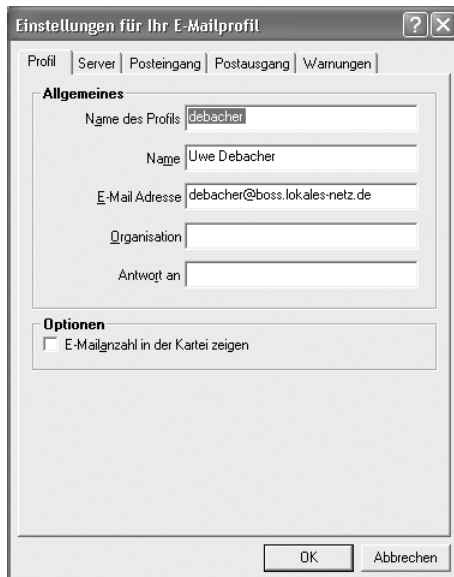 Einstellungen für Ihr E-Mailprofil
Profil Server Posteingang Postausgang Warnungen
Allgemeines
Name des Profils debacher
Name Uwe Debacher
E-Mail Adresse debacher@boss.lokales-netz.de
Organisation
Antwort an
Optionen
E-Mailanzahl in der Kartei zeigen
OK Abbrechen